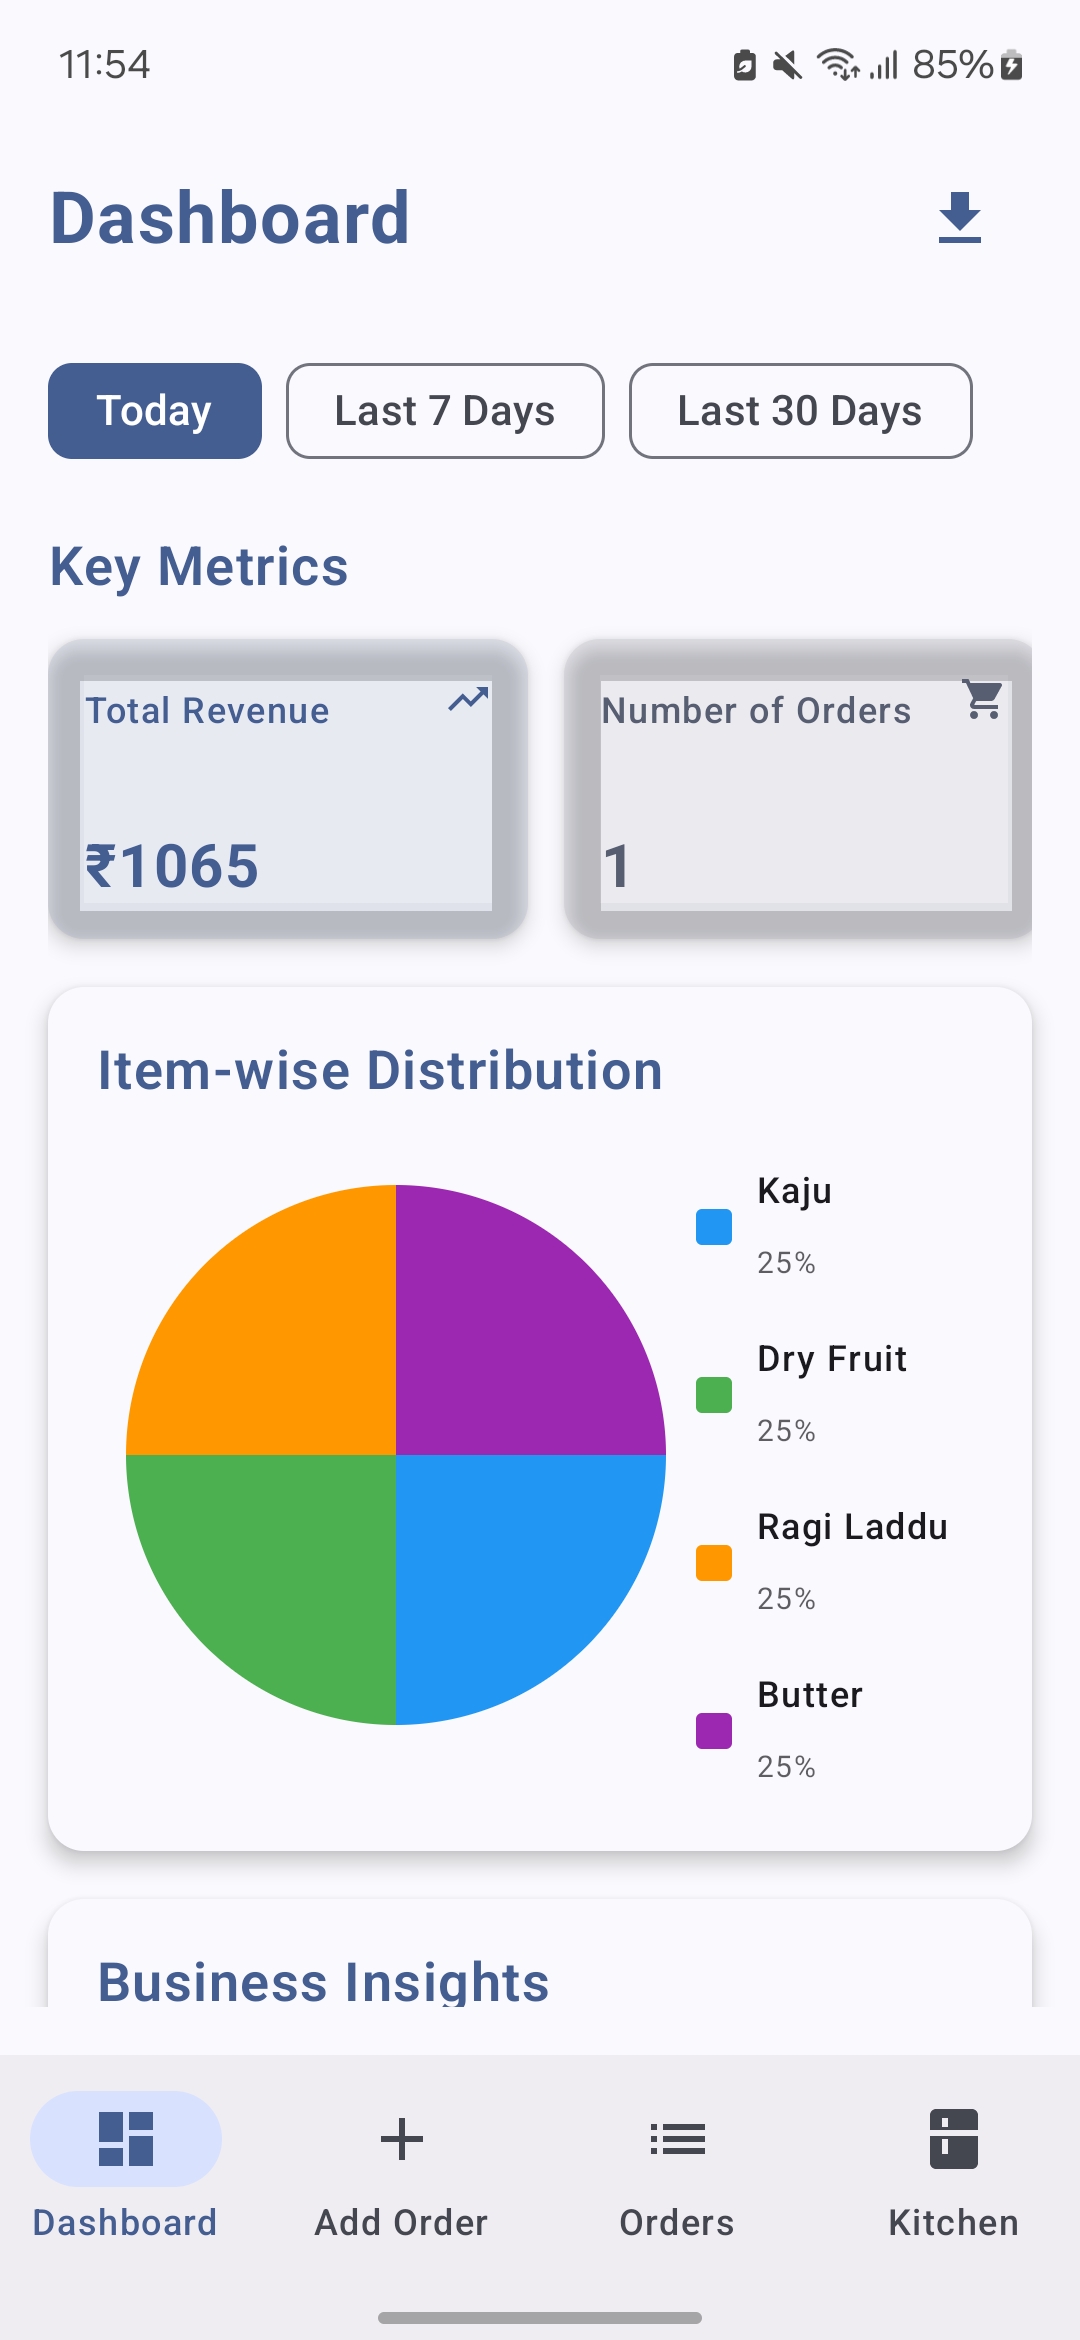 11:54
85%
Dashboard
Today
Last 7 Days
Last 30 Days
Key Metrics
Total Revenue
₹1065
Number of Orders
1
Item-wise Distribution
Kaju
25%
Dry Fruit
25%
Ragi Laddu
25%
Butter
25%
Business Insights
Dashboard
Add Order
Orders
Kitchen